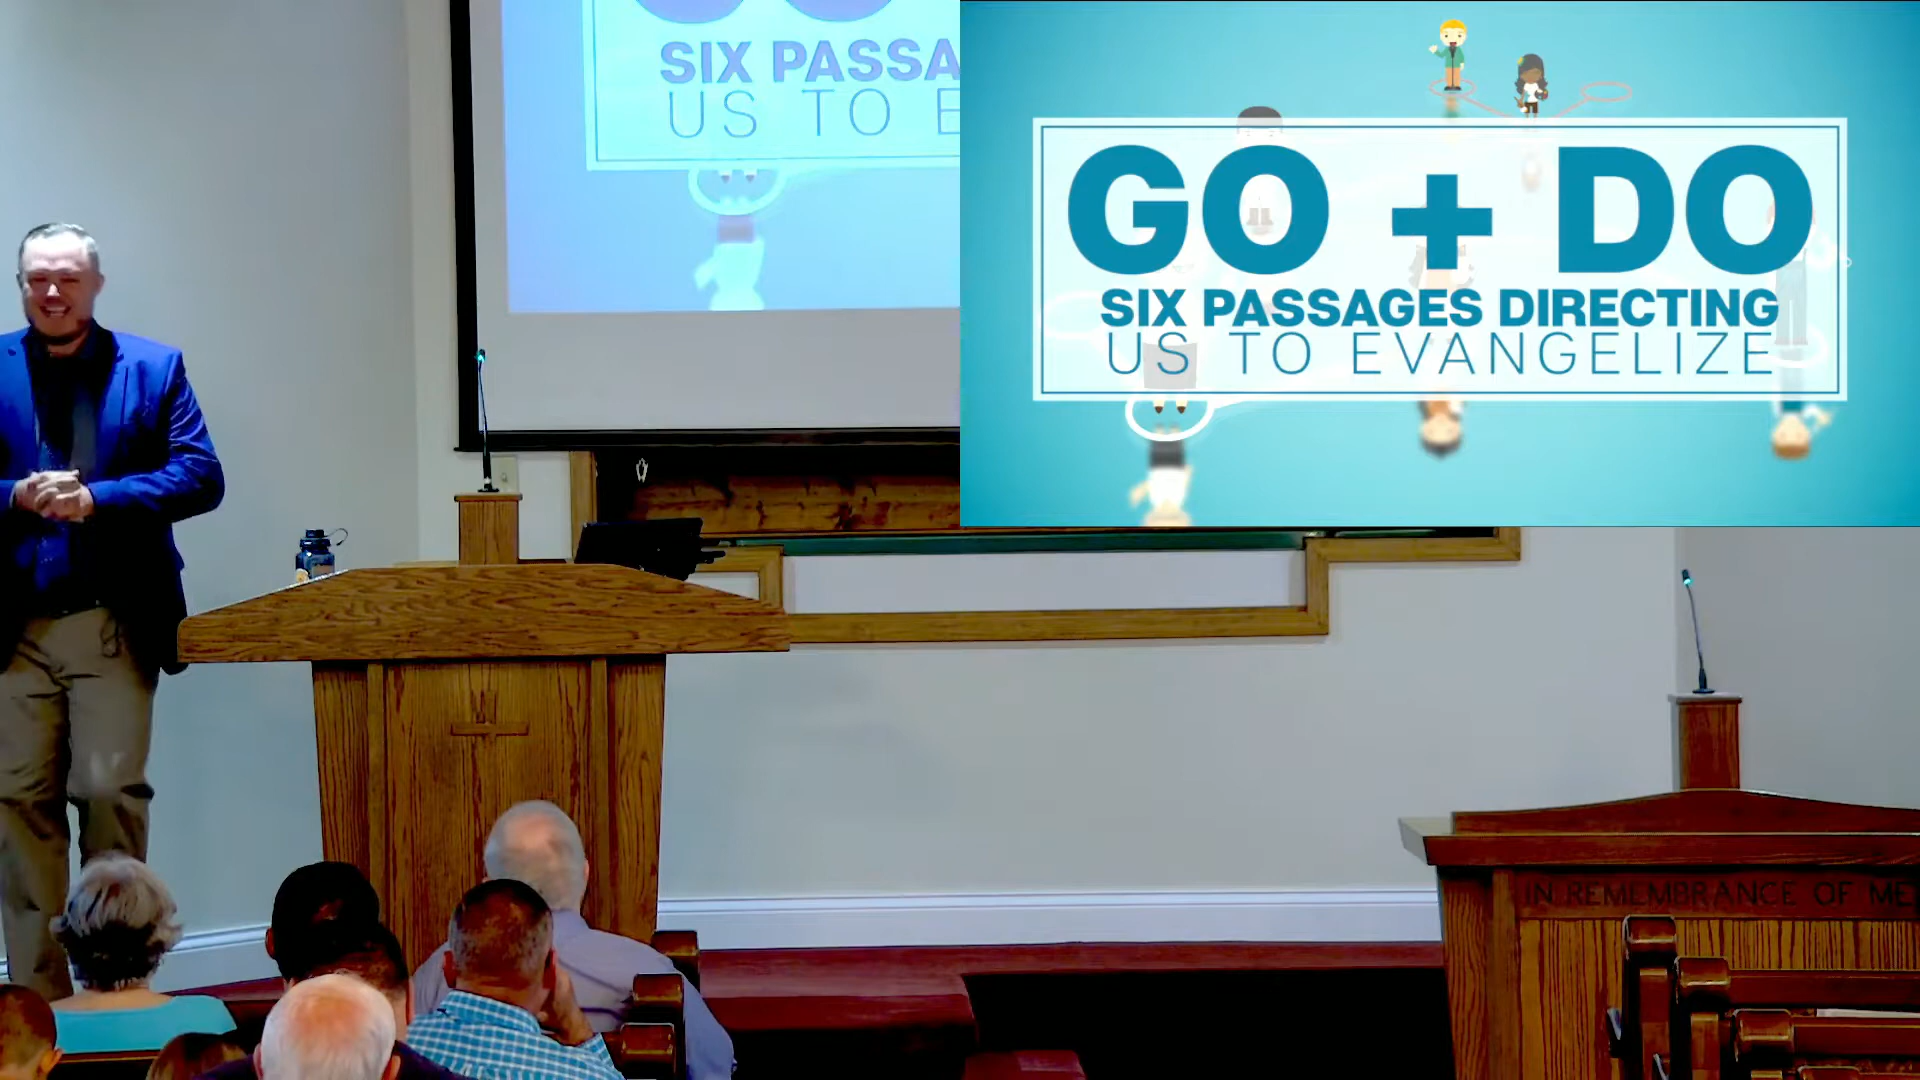 SIX PASSA
US TO E
GO + DO
SIX PASSAGES DIRECTING
US TO EVANGELIZE
IN REMEMBRANCE OF ME